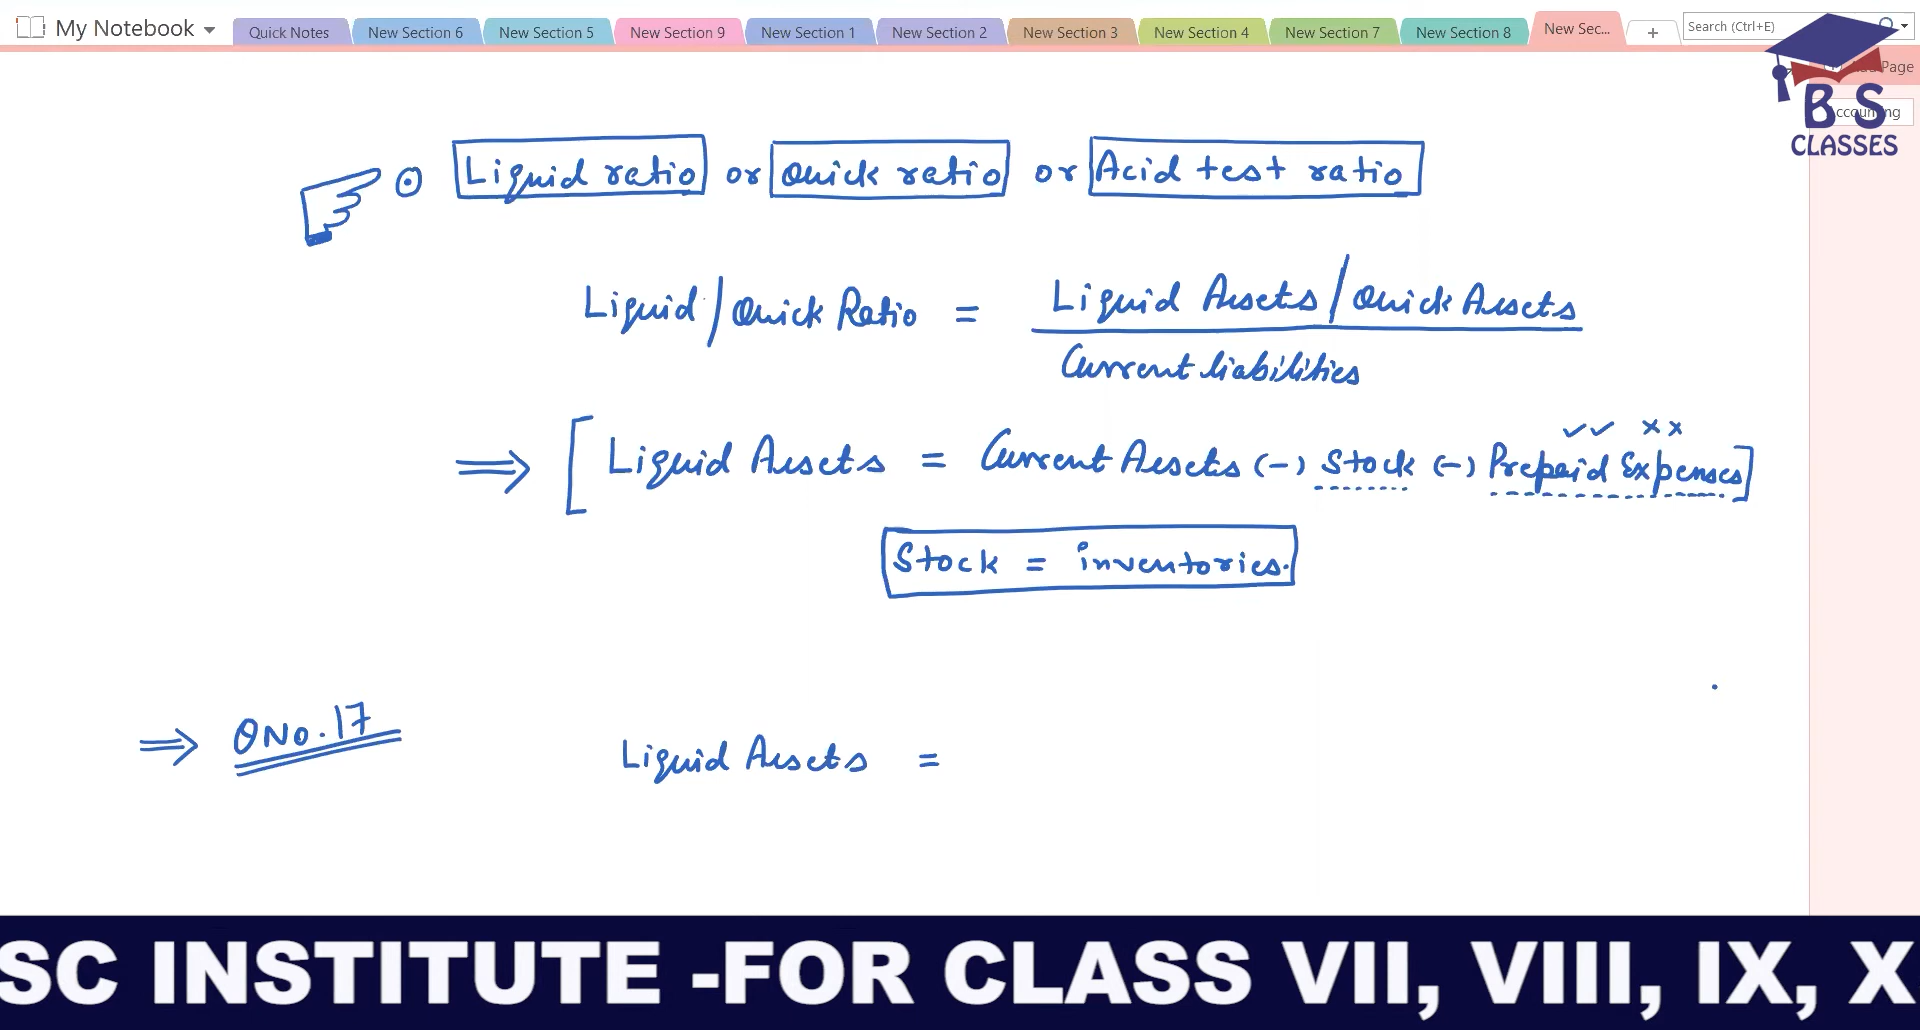 My Notebook
Quick Notes
New Section 6
New Section 5
New Section 9
New Section 1
New Section 2
New Section 3
New Section 4
New Section 7
New Section 8
New Sec...
+
Search (Ctrl+E)
Page
BS
CLASSES
Liquid ratio or Quick ratio or Acid test ratio
Liquid/Quick Ratio = Liquid Assets/Quick Assets
Current liabilities
⇒ [Liquid Assets = Current Assets (-) Stock (-) Prepaid Expenses]
✓✓ ××
Stock = inventories.
⇒ QNo.17 Liquid Assets =
SC INSTITUTE -FOR CLASS VII, VIII, IX, X